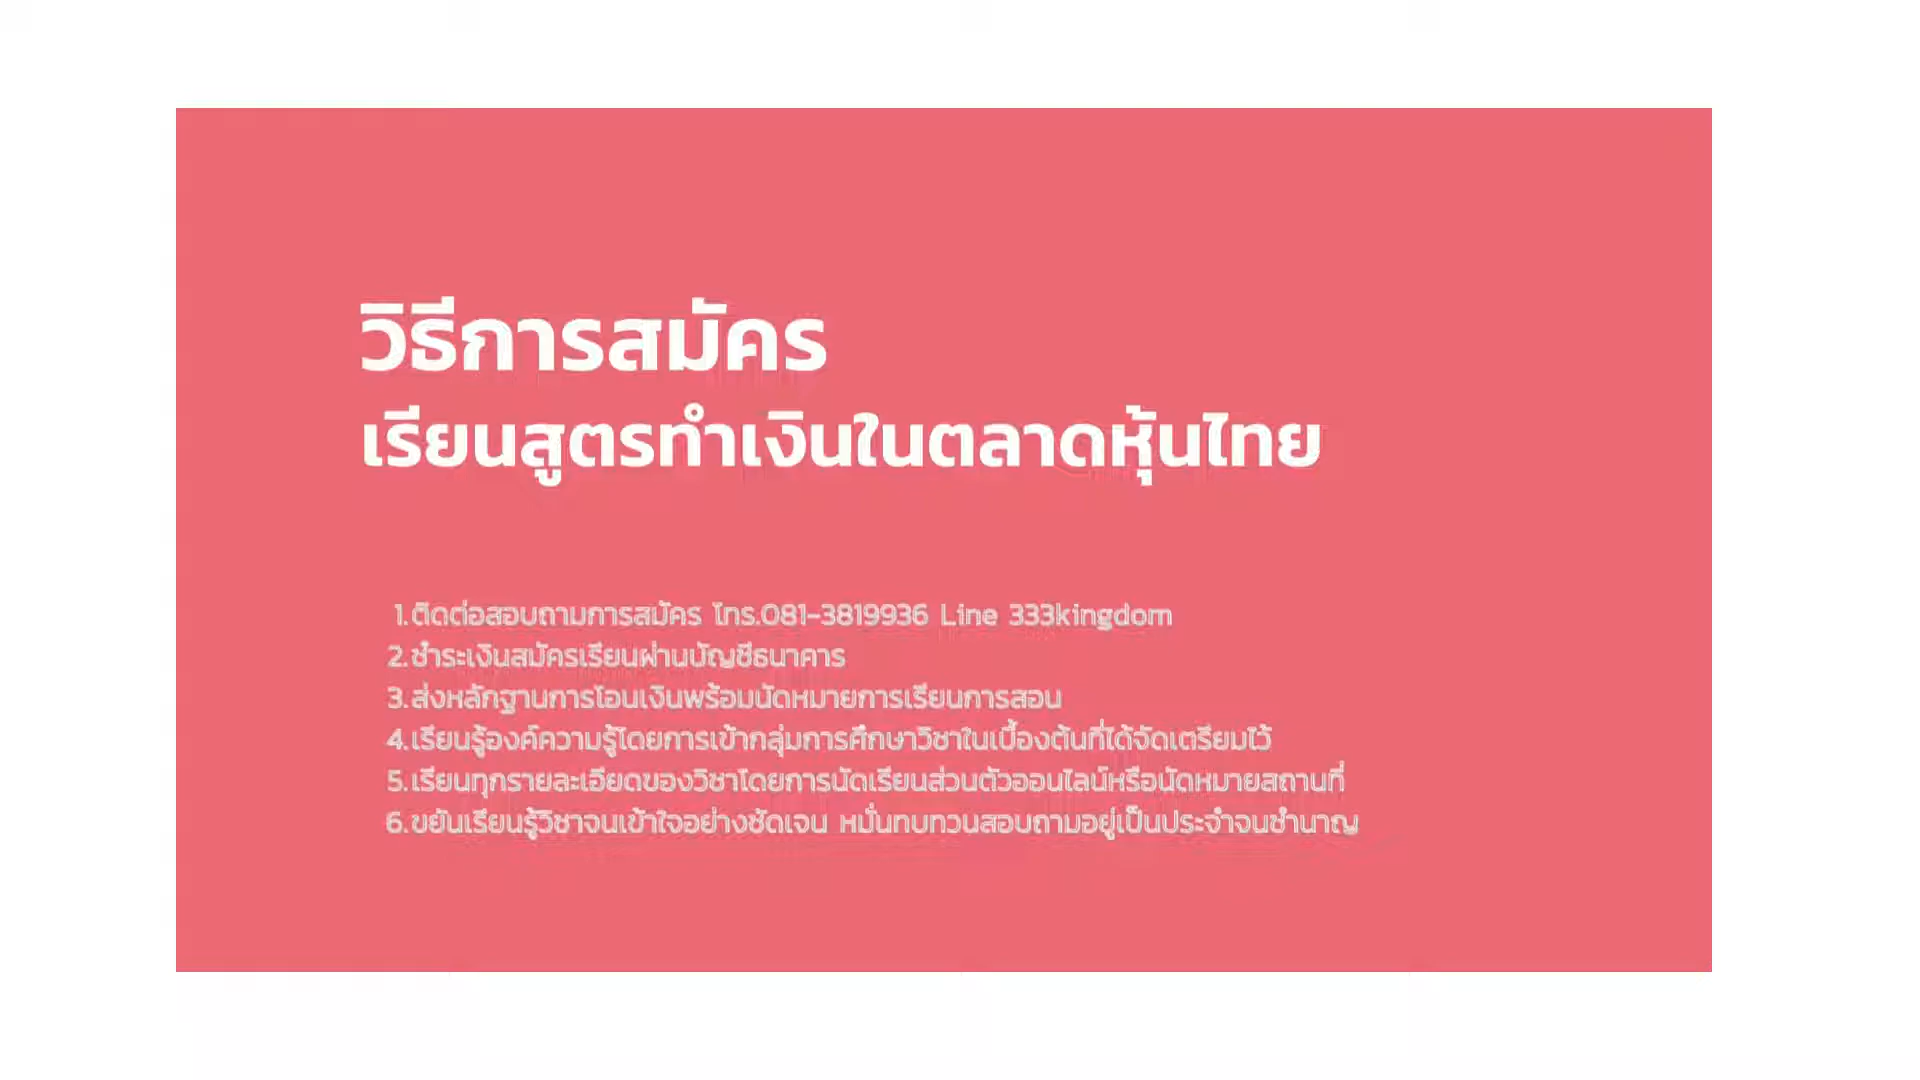 วิธีการสมัคร
เรียนสูตรทำเงินในตลาดหุ้นไทย
1.ติดต่อสอบถามการสมัคร โทร.081-3819936 Line 333kingdom
2.ชำระเงินสมัครเรียนผ่านบัญชีธนาคาร
3.ส่งหลักฐานการโอนเงินพร้อมนัดหมายการเรียนการสอน
4.เรียนรู้องค์ความรู้โดยการเข้ากลุ่มการศึกษาวิชาในเบื้องต้นที่ได้จัดเตรียมไว้
5.เรียนทุกรายละเอียดของวิชาโดยการนัดเรียนส่วนตัวออนไลน์หรือนัดหมายสถานที่
6.ขยันเรียนรู้วิชาจนเข้าใจอย่างชัดเจน หมั่นทบทวนสอบถามอยู่เป็นประจำจนชำนาญ